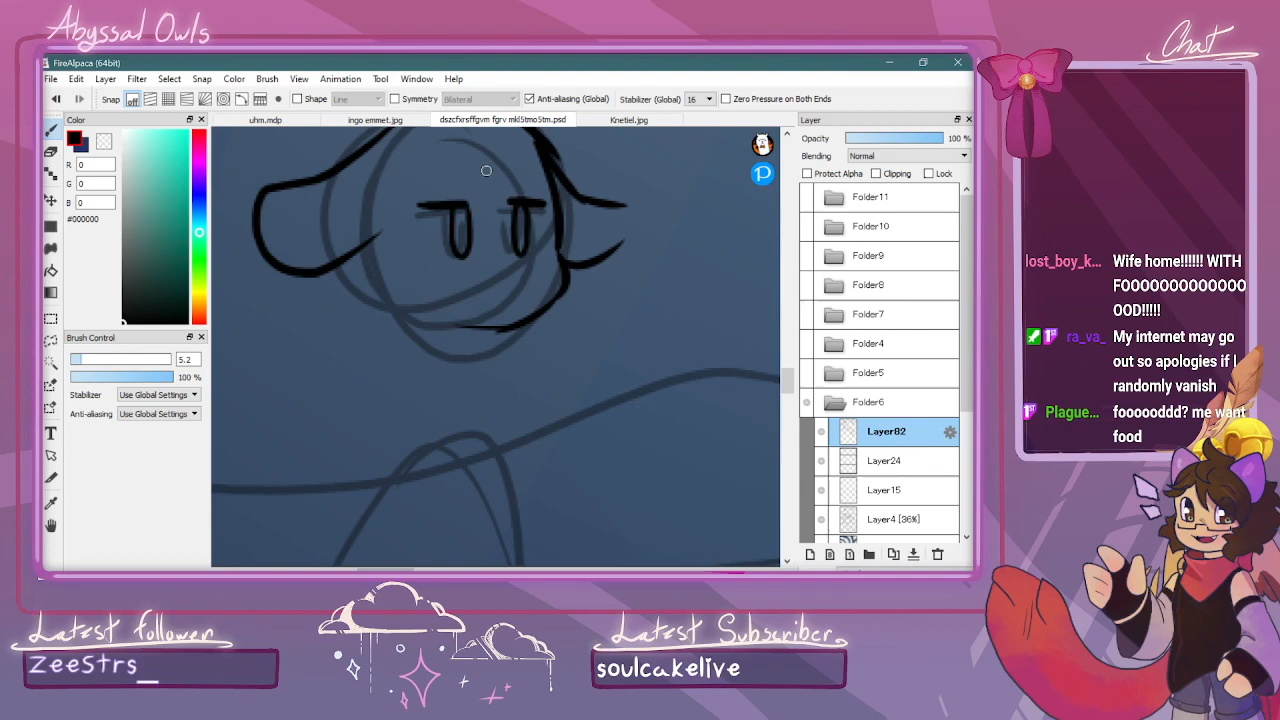 Abyssal Owls
Chat
FireAlpaca (64bit)
File Edit Layer Filter Select Snap Color Brush View Animation Tool Window Help
Snap off Shape Line Symmetry Bilateral Anti-aliasing (Global) Stabilizer (Global) 16 Zero Pressure on Both Ends
Color
uhm.mdp
ingo emmet.jpg
dszcfxrsffgvm fgrv mkl5tmo5tm.psd
Knetiel.jpg
R 0
G 0
B 0
#000000
Brush Control
5.2
100 %
Stabilizer Use Global Settings
Anti-aliasing Use Global Settings
Layer
Opacity 100 %
Blending Normal
Protect Alpha Clipping Lock
Folder11
Folder10
Folder9
Folder8
Folder7
Folder4
Folder5
Folder6
Layer82
Layer24
Layer15
Layer4 [36%]
lost_boy_k... Wife home!!!!!! WITH
FOOOOOOOOOOOOO
OOD!!!!!
ra_va_ My internet may go
out so apologies if I
randomly vanish
Plague... foooooddd? me want
food
Latest follower
zeestrs_
Latest Subscriber
soulcakelive